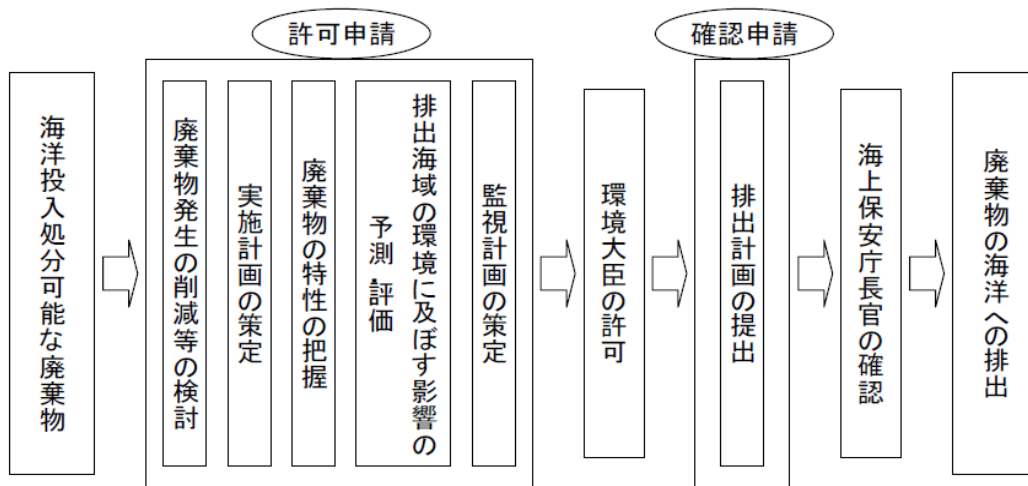 許可申請
確認申請
海洋投入処分可能な廃棄物
廃棄物発生の削減等の検討
実施計画の策定
廃棄物の特性の把握
排出海域の環境に及ぼす影響の
予測・評価
監視計画の策定
環境大臣の許可
排出計画の提出
海上保安庁長官の確認
廃棄物の海洋への排出